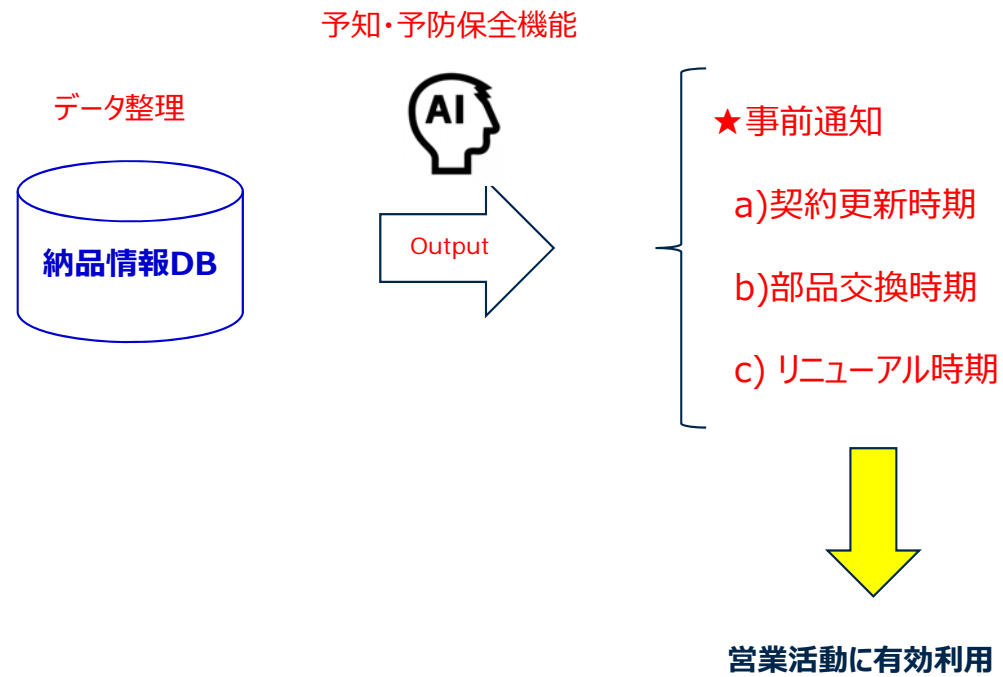 予知・予防保全機能
データ整理
AI
★事前通知
納品情報DB
Output
a)契約更新時期
b)部品交換時期
c) リニューアル時期
営業活動に有効利用